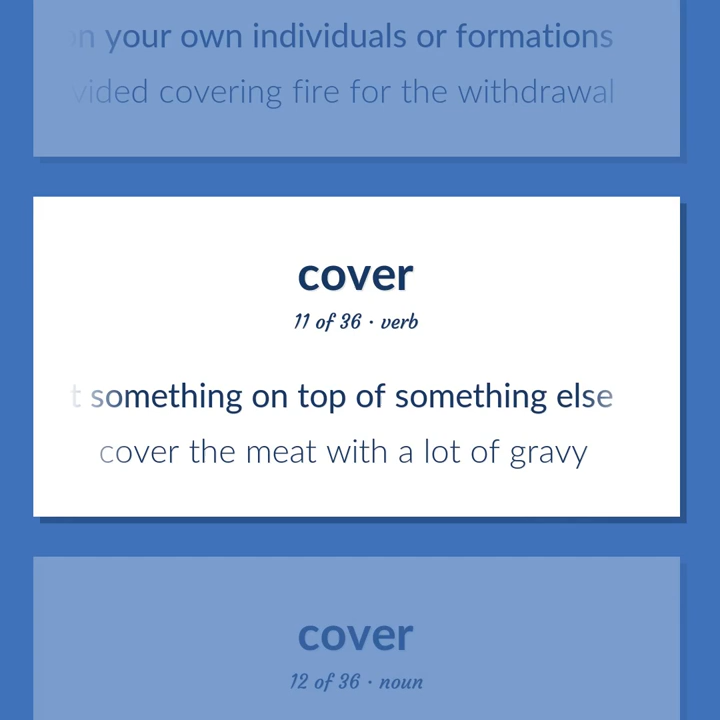 your own individuals or formations
covering fire for the withdrawal
cover
11 of 36 · verb
something on top of something else
cover the meat with a lot of gravy
cover
12 of 36 · noun